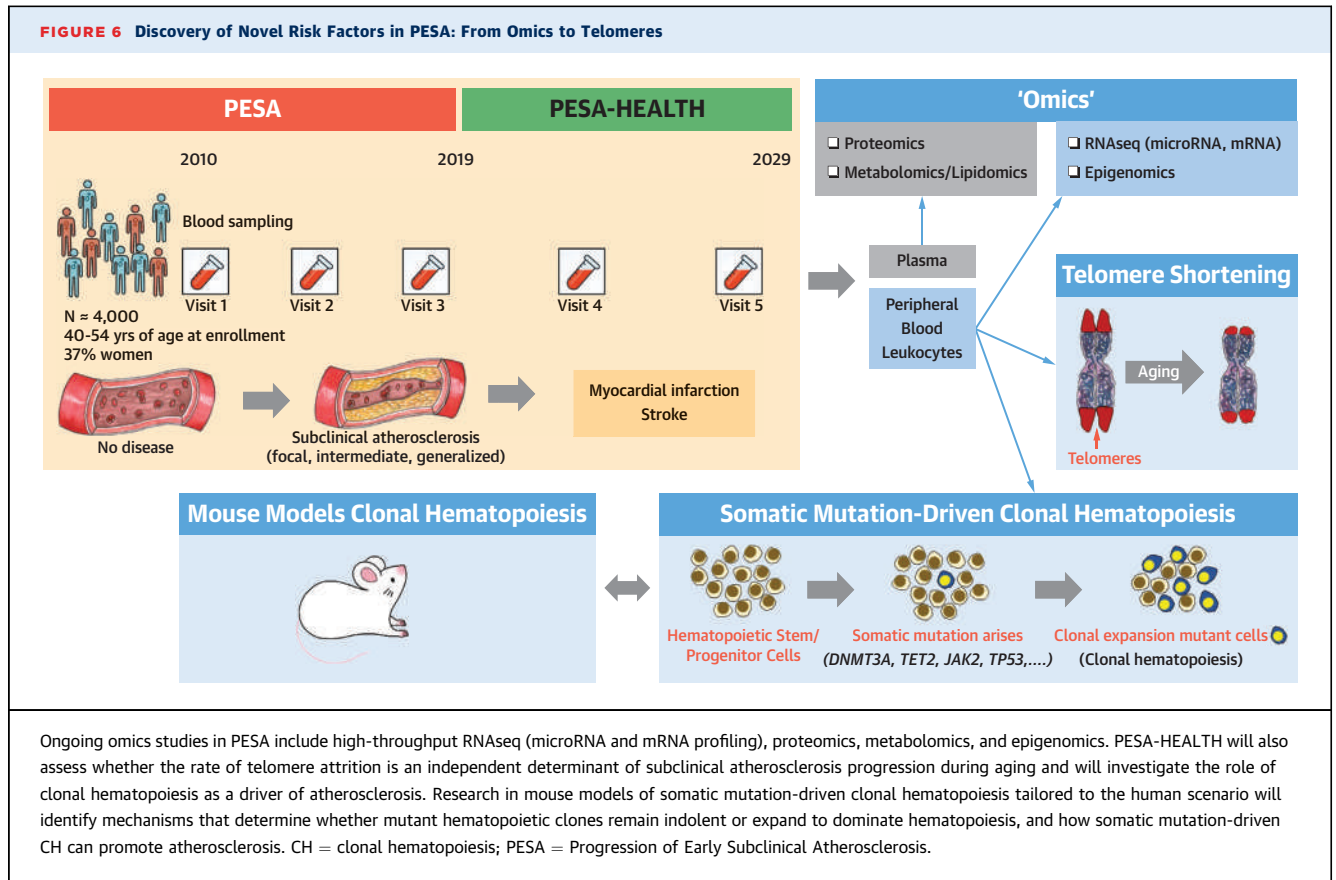 FIGURE 6 Discovery of Novel Risk Factors in PESA: From Omics to Telomeres
PESA
PESA-HEALTH
2010
2019
2029
Blood sampling
Visit 1
Visit 2
Visit 3
Visit 4
Visit 5
N ≈ 4,000
40-54 yrs of age at enrollment
37% women
No disease
Subclinical atherosclerosis
(focal, intermediate, generalized)
Myocardial infarction
Stroke
‘Omics’
❑ Proteomics
❑ Metabolomics/Lipidomics
❑ RNAseq (microRNA, mRNA)
❑ Epigenomics
Plasma
Peripheral
Blood
Leukocytes
Telomere Shortening
Aging
Telomeres
Mouse Models Clonal Hematopoiesis
Somatic Mutation-Driven Clonal Hematopoiesis
Hematopoietic Stem/
Progenitor Cells
Somatic mutation arises
(DNMT3A, TET2, JAK2, TP53,....)
Clonal expansion mutant cells
(Clonal hematopoiesis)
Ongoing omics studies in PESA include high-throughput RNAseq (microRNA and mRNA profiling), proteomics, metabolomics, and epigenomics. PESA-HEALTH will also
assess whether the rate of telomere attrition is an independent determinant of subclinical atherosclerosis progression during aging and will investigate the role of
clonal hematopoiesis as a driver of atherosclerosis. Research in mouse models of somatic mutation-driven clonal hematopoiesis tailored to the human scenario will
identify mechanisms that determine whether mutant hematopoietic clones remain indolent or expand to dominate hematopoiesis, and how somatic mutation-driven
CH can promote atherosclerosis. CH = clonal hematopoiesis; PESA = Progression of Early Subclinical Atherosclerosis.